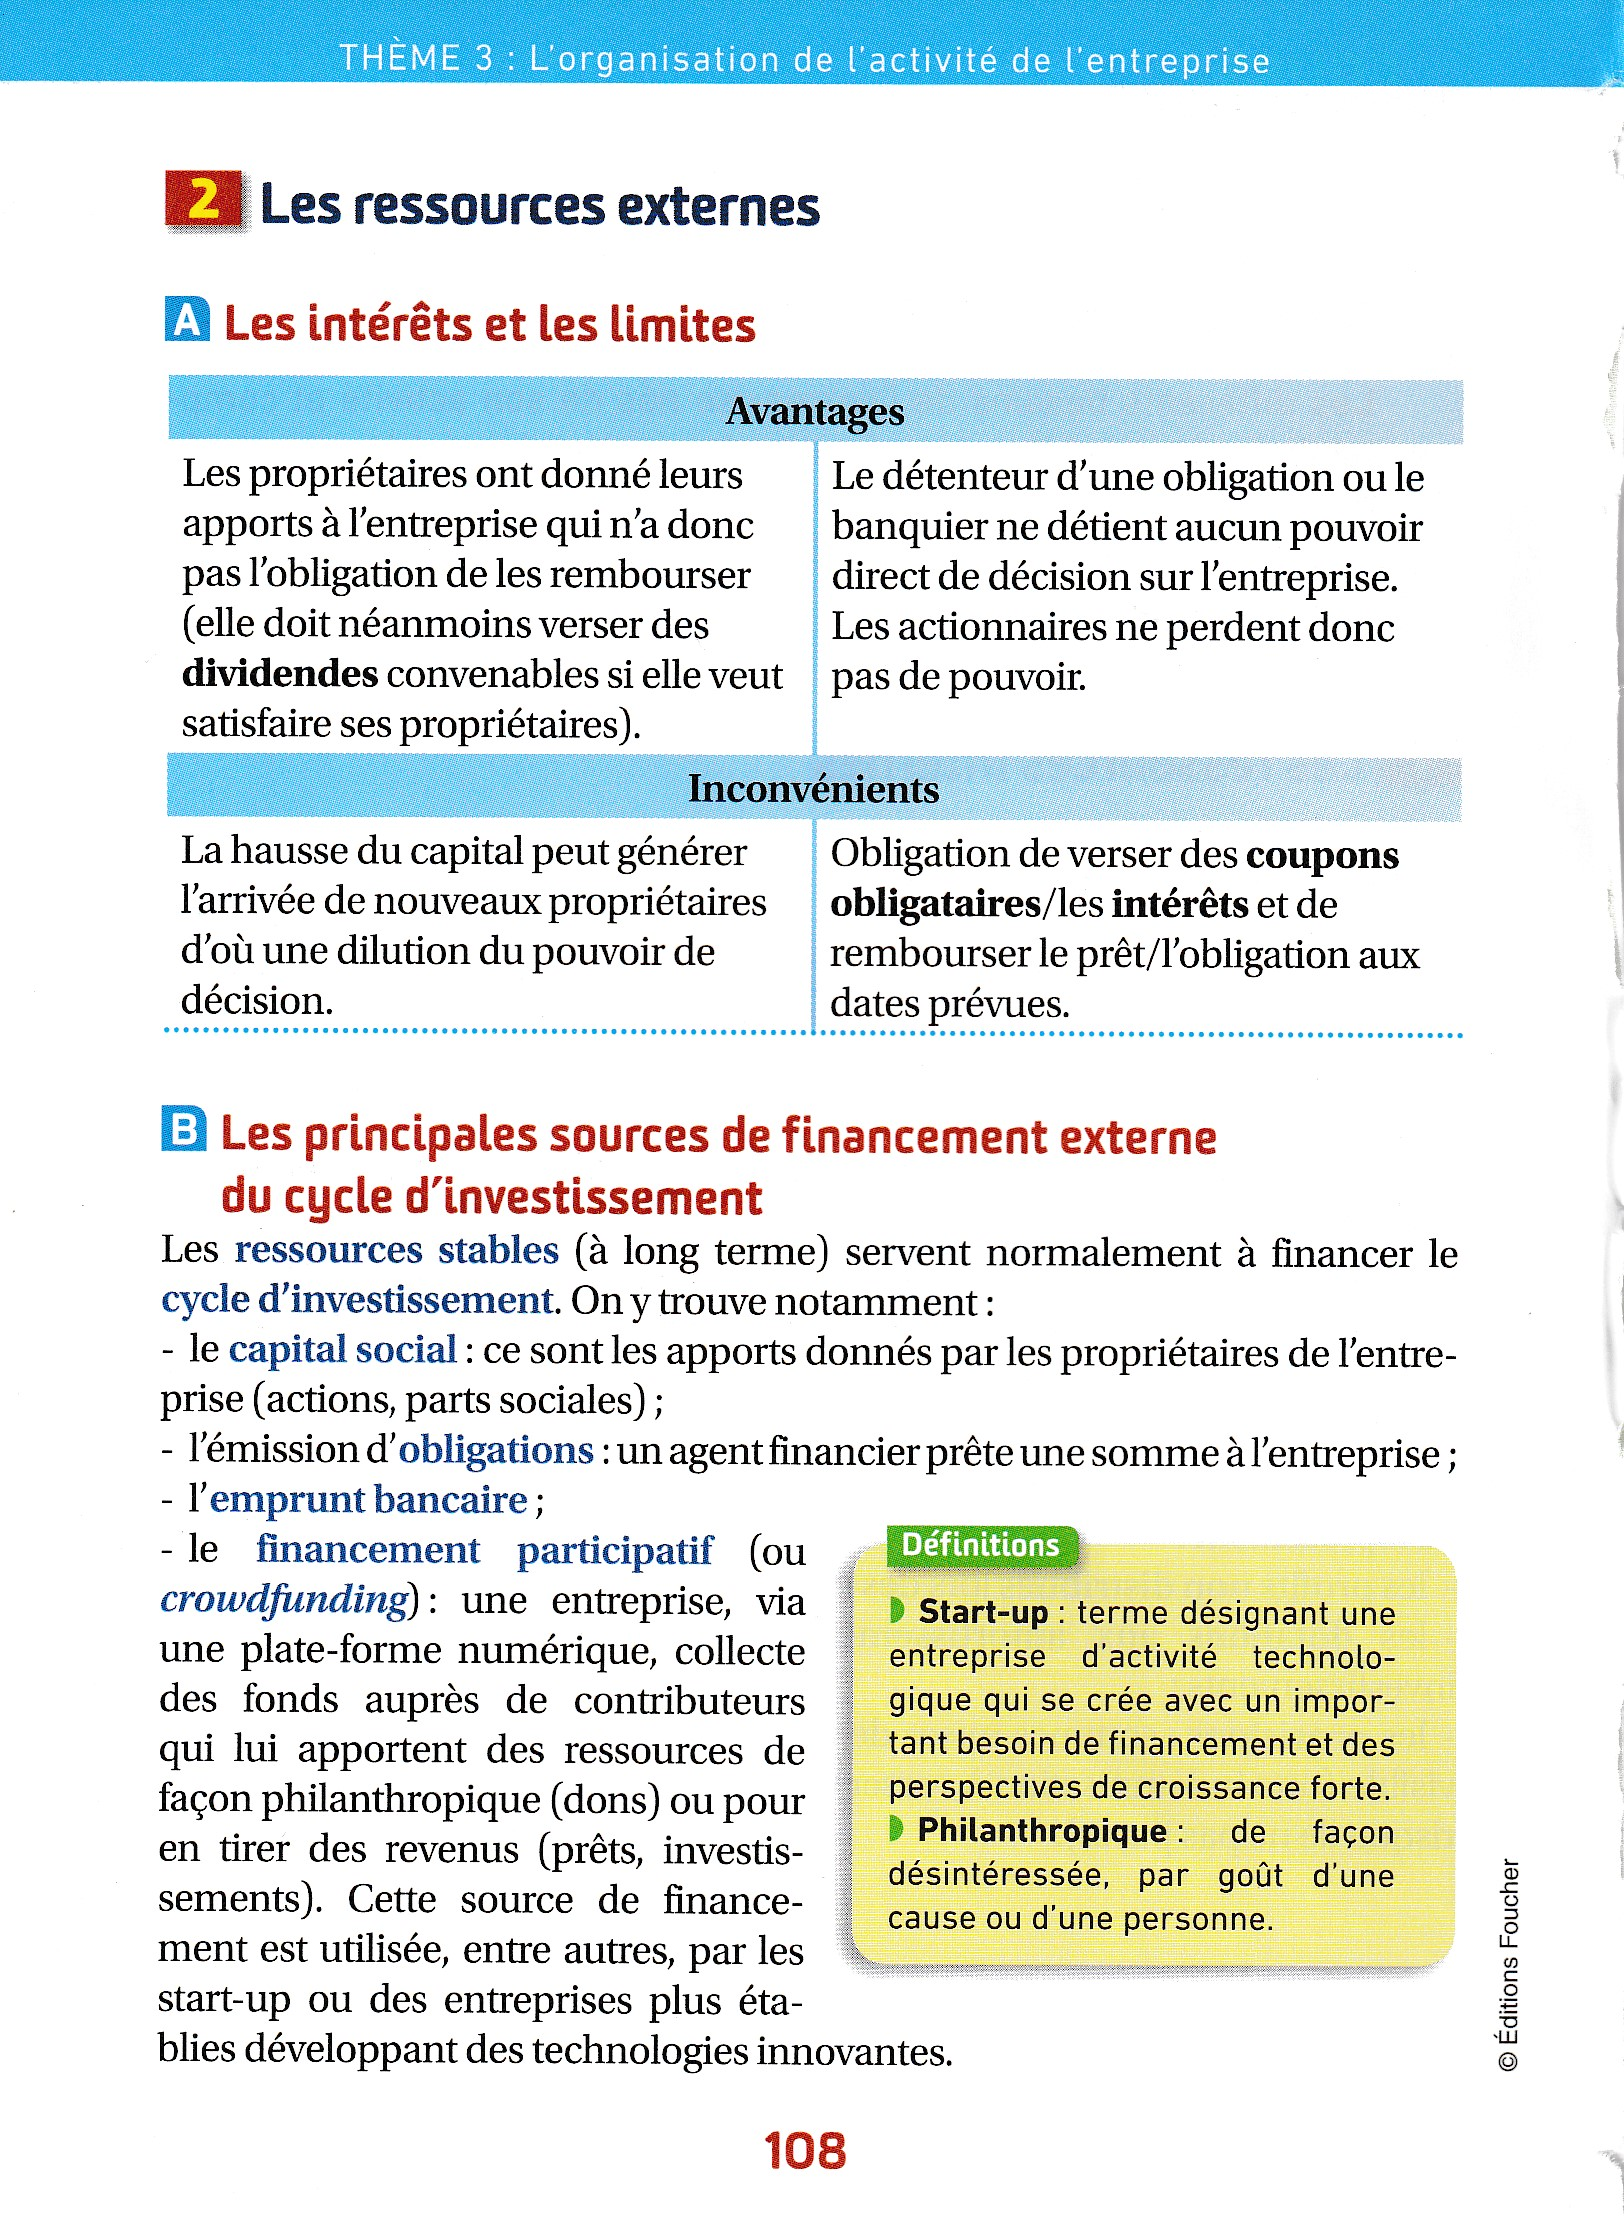 THÈME 3 : L'organisation de l'activité de l'entreprise
2 Les ressources externes
A Les intérêts et les limites
Avantages
Les propriétaires ont donné leurs
apports à l'entreprise qui n'a donc
pas l'obligation de les rembourser
(elle doit néanmoins verser des
dividendes convenables si elle veut
satisfaire ses propriétaires).
Le détenteur d'une obligation ou le
banquier ne détient aucun pouvoir
direct de décision sur l'entreprise.
Les actionnaires ne perdent donc
pas de pouvoir.
Inconvénients
La hausse du capital peut générer
l'arrivée de nouveaux propriétaires
d'où une dilution du pouvoir de
décision.
Obligation de verser des coupons
obligataires/les intérêts et de
rembourser le prêt/l'obligation aux
dates prévues.
B Les principales sources de financement externe
du cycle d'investissement
Les ressources stables (à long terme) servent normalement à financer le
cycle d'investissement. On y trouve notamment :
- le capital social : ce sont les apports donnés par les propriétaires de l'entre-
prise (actions, parts sociales) ;
- l'émission d'obligations : un agent financier prête une somme à l'entreprise ;
- l'emprunt bancaire ;
- le financement participatif (ou
crowdfunding) : une entreprise, via
une plate-forme numérique, collecte
des fonds auprès de contributeurs
qui lui apportent des ressources de
façon philanthropique (dons) ou pour
en tirer des revenus (prêts, investis-
sements). Cette source de finance-
ment est utilisée, entre autres, par les
start-up ou des entreprises plus éta-
blies développant des technologies innovantes.
Définitions
Start-up : terme désignant une
entreprise d'activité technolo-
gique qui se crée avec un impor-
tant besoin de financement et des
perspectives de croissance forte.
Philanthropique : de façon
désintéressée, par goût d'une
cause ou d'une personne.
© Éditions Foucher
108